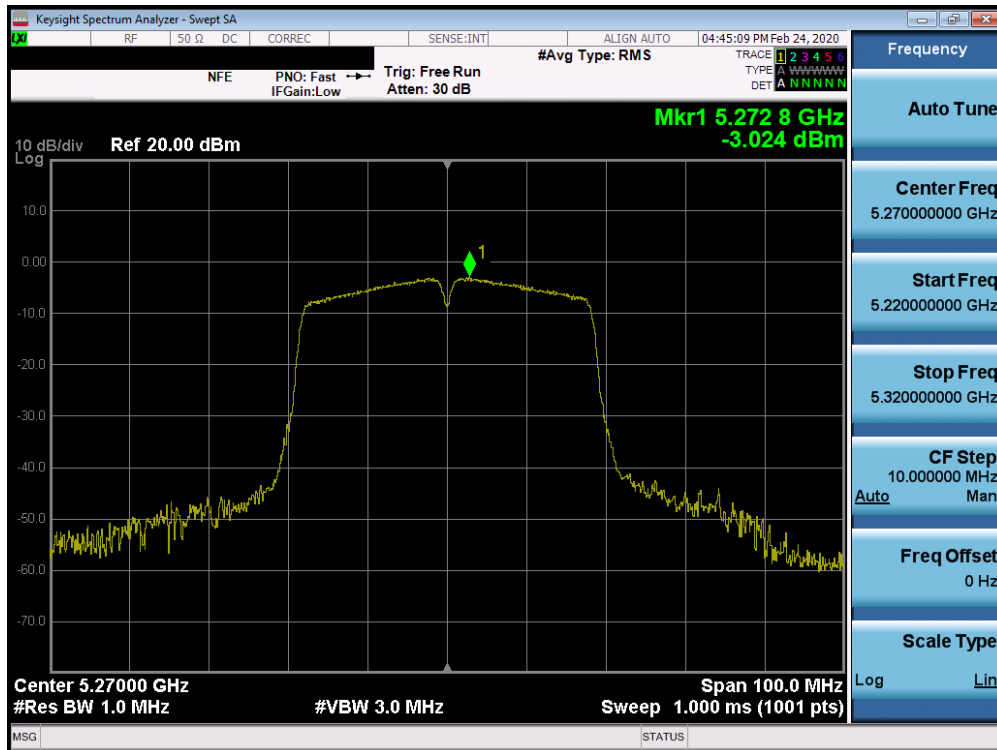 Keysight Spectrum Analyzer - Swept SA
LXI RF 50 Ω DC CORREC SENSE:INT ALIGN AUTO 04:45:09 PM Feb 24, 2020
Frequency
#Avg Type: RMS TRACE 1 2 3 4 5 6
NFE PNO: Fast Trig: Free Run TYPE A WWWWW
IFGain:Low Atten: 30 dB DET A N N N N N
Auto Tune
Mkr1 5.272 8 GHz
-3.024 dBm
10 dB/div Ref 20.00 dBm
Log
1
10.0
0.00
-10.0
-20.0
-30.0
-40.0
-50.0
-60.0
-70.0
Center Freq
5.270000000 GHz
Start Freq
5.220000000 GHz
Stop Freq
5.320000000 GHz
CF Step
10.000000 MHz
Auto Man
Freq Offset
0 Hz
Scale Type
Log Lin
Center 5.27000 GHz Span 100.0 MHz
#Res BW 1.0 MHz #VBW 3.0 MHz Sweep 1.000 ms (1001 pts)
MSG STATUS